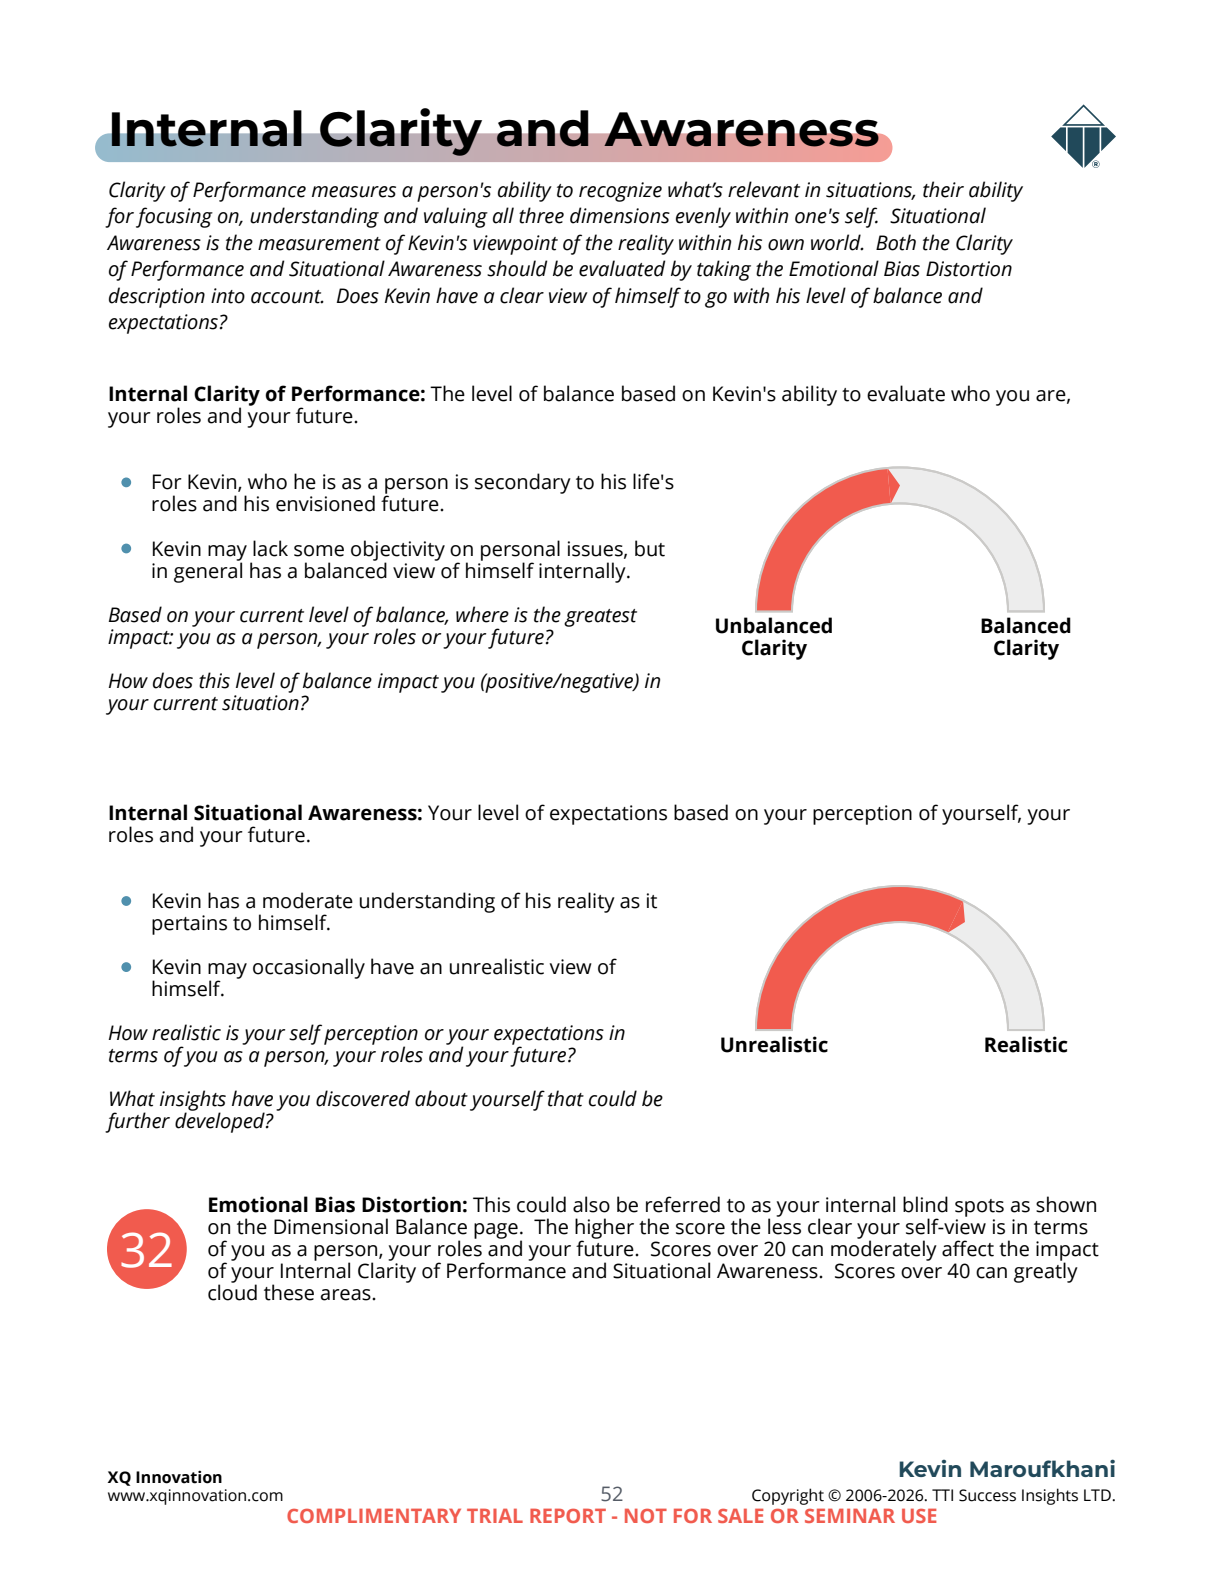 Internal Clarity and Awareness
®
Clarity of Performance measures a person's ability to recognize what's relevant in situations, their ability
for focusing on, understanding and valuing all three dimensions evenly within one's self.  Situational
Awareness is the measurement of Kevin's viewpoint of the reality within his own world.  Both the Clarity
of Performance and Situational Awareness should be evaluated by taking the Emotional Bias Distortion
description into account.  Does Kevin have a clear view of himself to go with his level of balance and
expectations?
Internal Clarity of Performance: The level of balance based on Kevin's ability to evaluate who you are,
your roles and your future.
For Kevin, who he is as a person is secondary to his life's
roles and his envisioned future.
Kevin may lack some objectivity on personal issues, but
in general has a balanced view of himself internally.
Based on your current level of balance, where is the greatest
impact: you as a person, your roles or your future?
How does this level of balance impact you (positive/negative) in
your current situation?
Unbalanced
Clarity
Balanced
Clarity
Internal Situational Awareness: Your level of expectations based on your perception of yourself, your
roles and your future.
Kevin has a moderate understanding of his reality as it
pertains to himself.
Kevin may occasionally have an unrealistic view of
himself.
How realistic is your self perception or your expectations in
terms of you as a person, your roles and your future?
What insights have you discovered about yourself that could be
further developed?
Unrealistic
Realistic
32
Emotional Bias Distortion: This could also be referred to as your internal blind spots as shown
on the Dimensional Balance page.  The higher the score the less clear your self-view is in terms
of you as a person, your roles and your future.  Scores over 20 can moderately affect the impact
of your Internal Clarity of Performance and Situational Awareness.  Scores over 40 can greatly
cloud these areas.
XQ Innovation
www.xqinnovation.com
52
Kevin Maroufkhani
Copyright © 2006-2026. TTI Success Insights LTD.
COMPLIMENTARY TRIAL REPORT - NOT FOR SALE OR SEMINAR USE